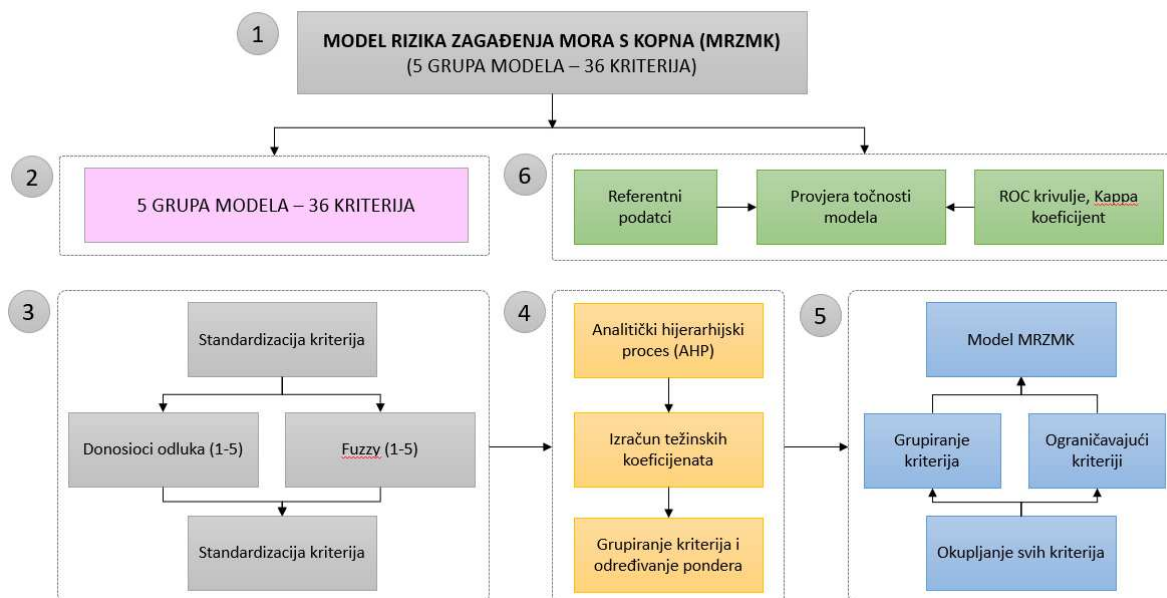 1
MODEL RIZIKA ZAGAĐENJA MORA S KOPNA (MRZMK)
(5 GRUPA MODELA – 36 KRITERIJA)
2
5 GRUPA MODELA – 36 KRITERIJA
6
Referentni
podatci
Provjera točnosti
modela
ROC krivulje, Kappa
koeficijent
3
Standardizacija kriterija
Donosioci odluka (1-5)
Fuzzy (1-5)
Standardizacija kriterija
4
Analitički hijerarhijski
proces (AHP)
Izračun težinskih
koeficijenata
Grupiranje kriterija i
određivanje pondera
5
Model MRZMK
Grupiranje
kriterija
Ograničavajući
kriteriji
Okupljanje svih kriterija